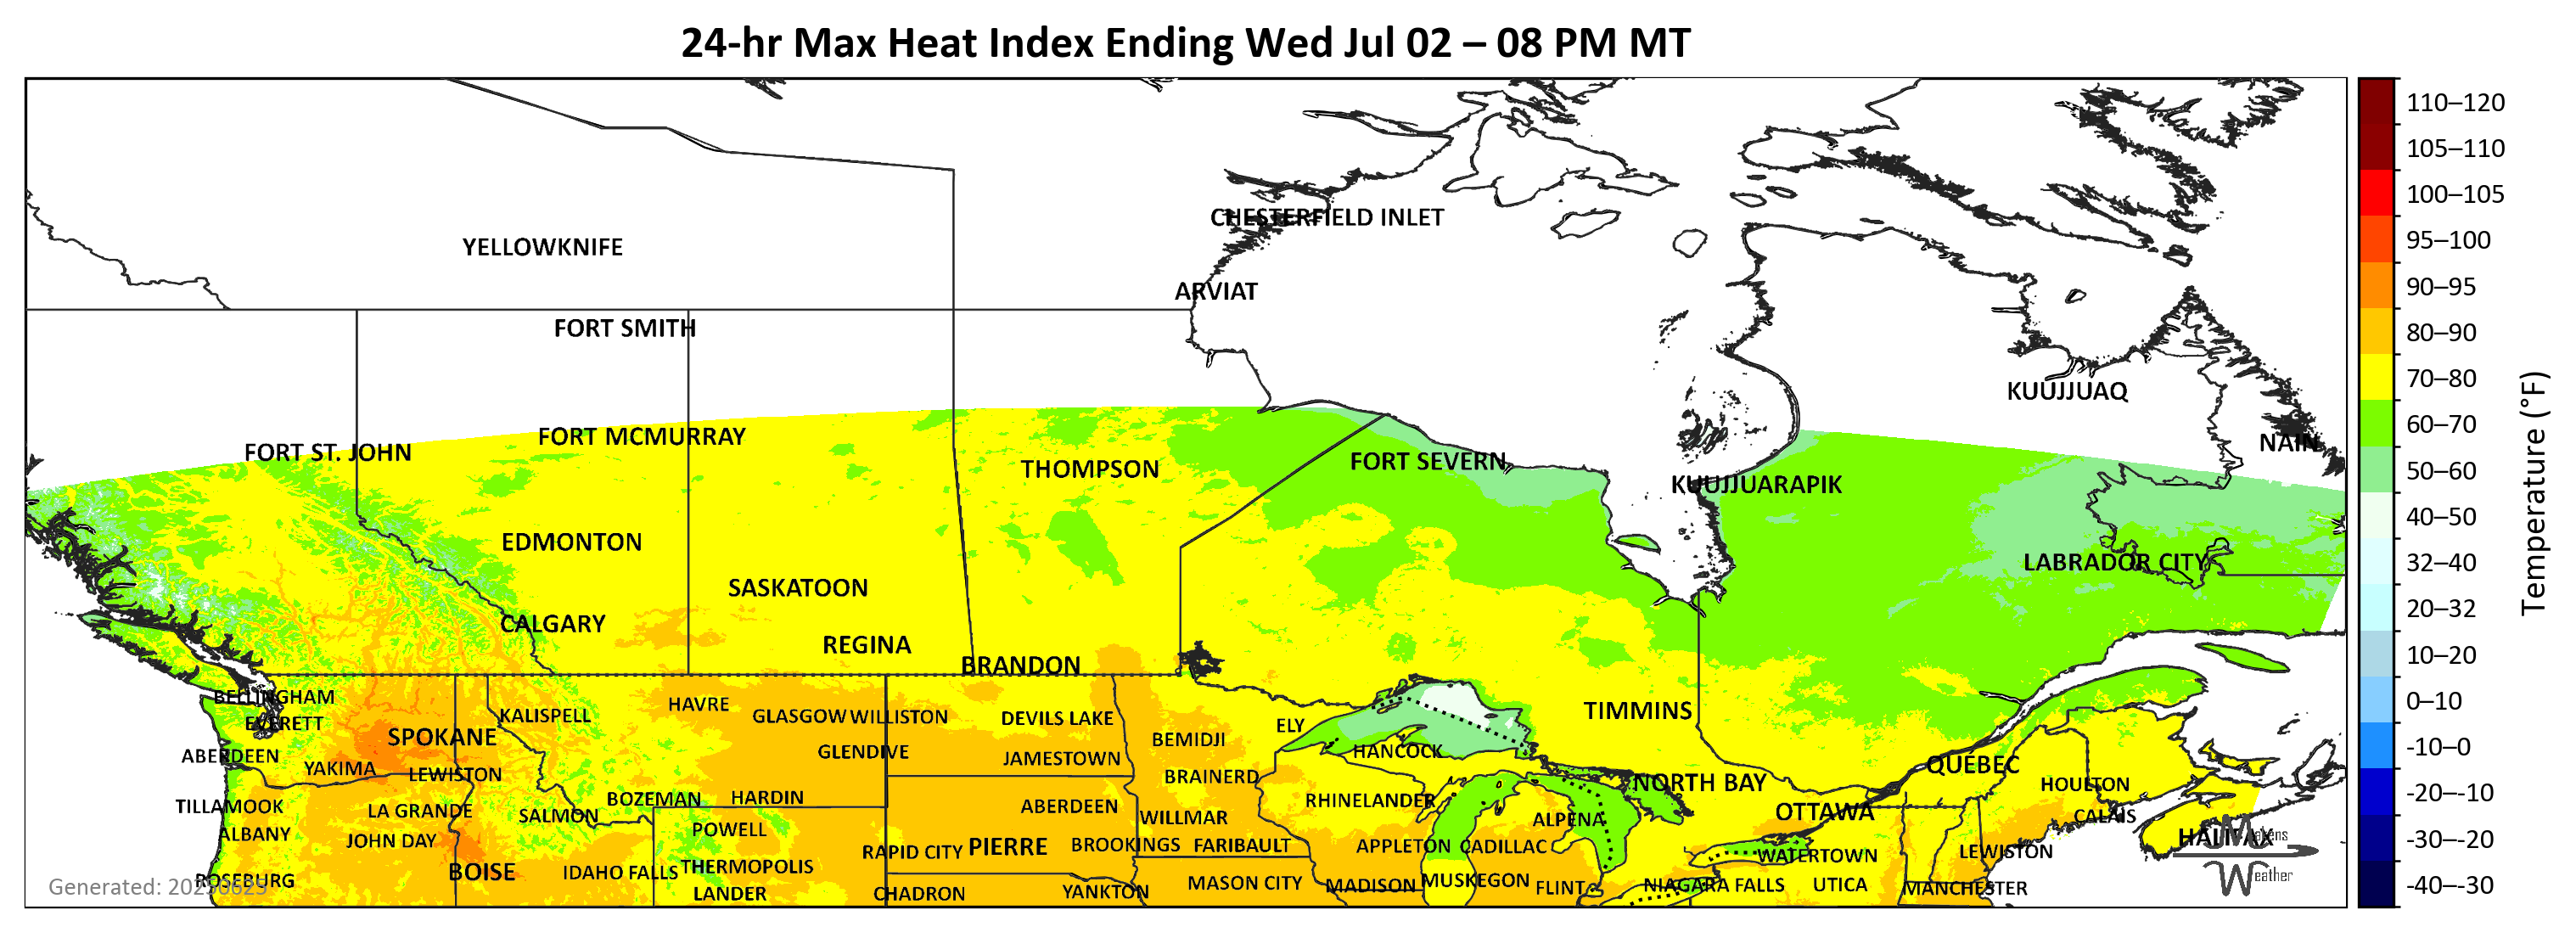 24-hr Max Heat Index Ending Wed Jul 02 – 08 PM MT
110–120
105–110
100–105
95–100
90–95
80–90
70–80
60–70
50–60
40–50
32–40
20–32
10–20
0–10
-10–0
-20–-10
-30–-20
-40–-30
Temperature (°F)
CHESTERFIELD INLET
YELLOWKNIFE
ARVIAT
FORT SMITH
KUUJJUAQ
FORT MCMURRAY
NAIN
FORT ST. JOHN
FORT SEVERN
THOMPSON
KUUJJUARAPIK
EDMONTON
LABRADOR CITY
SASKATOON
CALGARY
REGINA
BRANDON
BELLINGHAM
HAVRE
TIMMINS
KALISPELL
GLASGOW WILLISTON
DEVILS LAKE
EVERETT
ELY
SPOKANE
BEMIDJI
HANCOCK
GLENDIVE
ABERDEEN
JAMESTOWN
QUÉBEC
YAKIMA
LEWISTON
BRAINERD
NORTH BAY
HOULTON
BOZEMAN
HARDIN
RHINELANDER
TILLAMOOK
LA GRANDE
ABERDEEN
OTTAWA
SALMON
WILLMAR
CALAIS
ALPENA
POWELL
ALBANY
JOHN DAY
HALIFAX
BROOKINGS
FARIBAULT
APPLETON
CADILLAC
PIERRE
RAPID CITY
LEWISTON
WATERTOWN
THERMOPOLIS
BOISE
IDAHO FALLS
ROSEBURG
MUSKEGON
MASON CITY
MADISON
NIAGARA FALLS
UTICA
FLINT
MANCHESTER
YANKTON
LANDER
CHADRON
Generated: 20250625
Weather